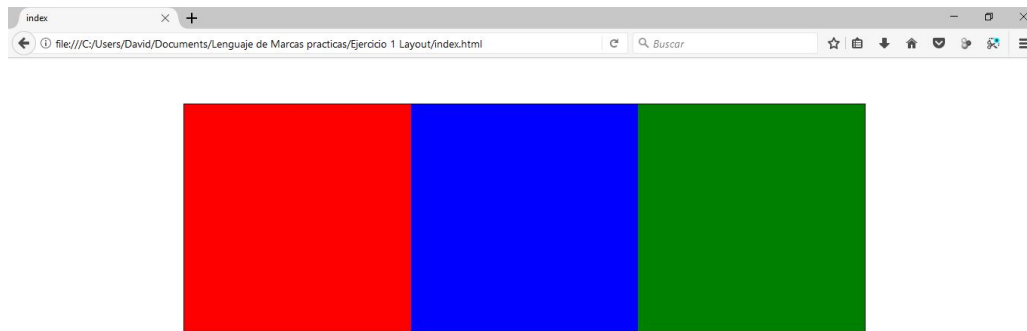 index
file:///C:/Users/David/Documents/Lenguaje de Marcas practicas/Ejercicio 1 Layout/index.html
Buscar